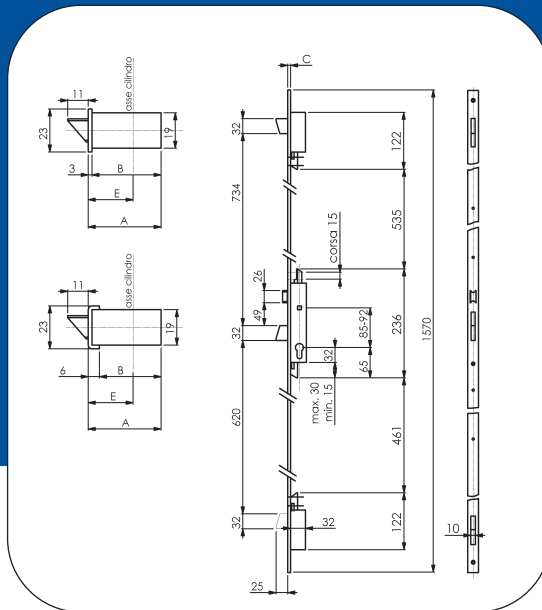 11
asse cilindro
23
19
3
B
E
A
11
asse cilindro
23
19
6
B
E
A
C
32
122
734
535
corsa 15
26
49
85-92
236
1570
32
32
65
max. 30
min. 15
620
461
32
32
122
25
10